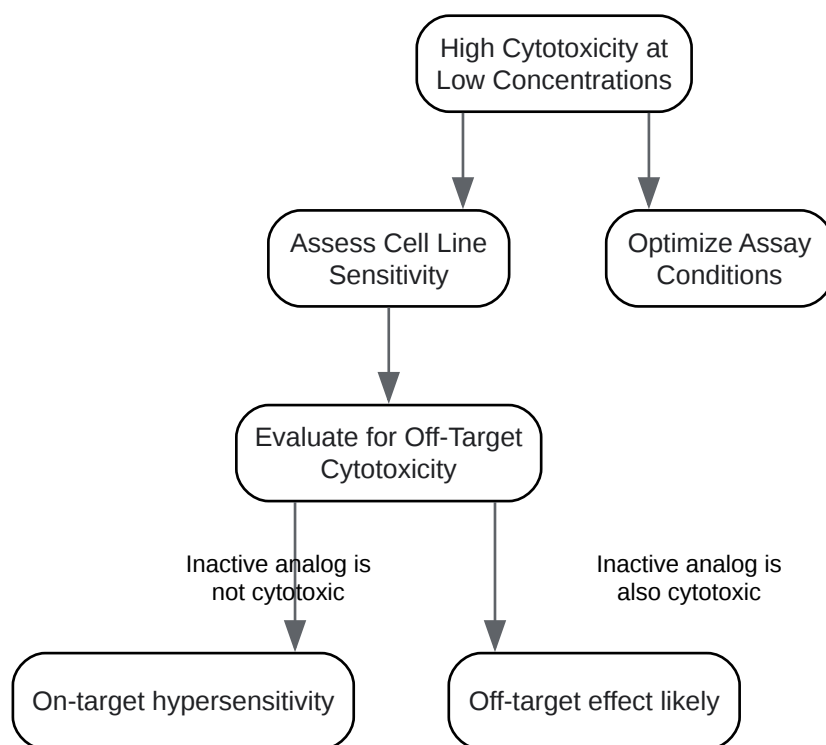 High Cytotoxicity at
Low Concentrations
Assess Cell Line
Sensitivity
Optimize Assay
Conditions
Evaluate for Off-Target
Cytotoxicity
Inactive analog is
not cytotoxic
Inactive analog is
also cytotoxic
On-target hypersensitivity
Off-target effect likely